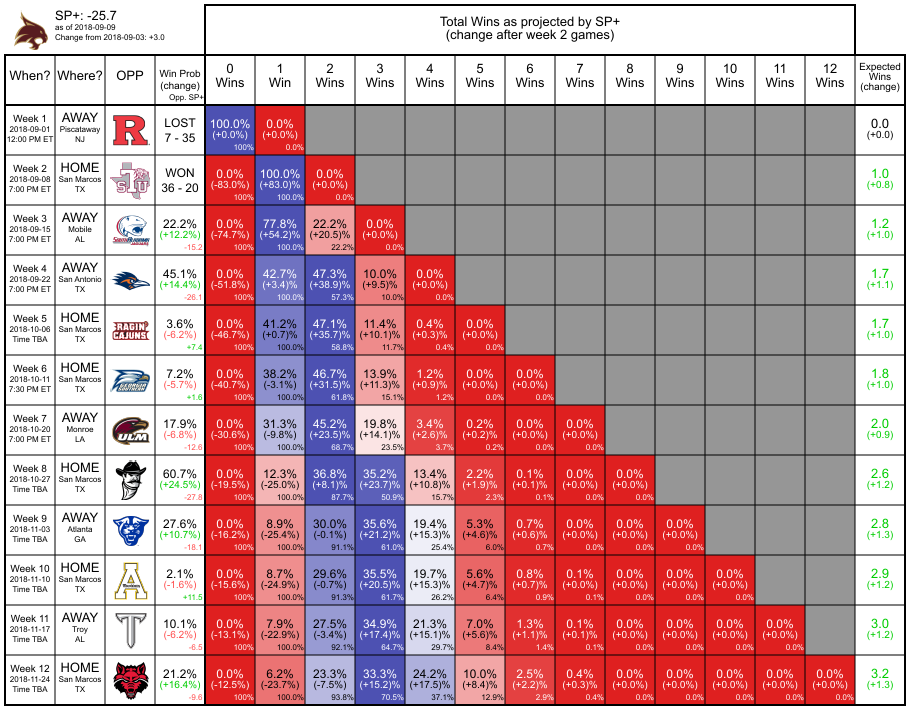 SP+: -25.7
as of 2018-09-09
Change from 2018-09-03: +3.0
Total Wins as projected by SP+
(change after week 2 games)
When? Where? OPP Win Prob (change) Opp. SP+ 0 Wins 1 Win 2 Wins 3 Wins 4 Wins 5 Wins 6 Wins 7 Wins 8 Wins 9 Wins 10 Wins 11 Wins 12 Wins Expected Wins (change)
Week 1 AWAY R LOST 100.0% 0.0% 0.0
2018-09-01 Piscataway 7 - 35 (+0.0%) (+0.0%) (+0.0)
12:00 PM ET NJ 100% 0.0%
Week 2 HOME STU WON 0.0% 100.0% 0.0% 1.0
2018-09-08 San Marcos 36 - 20 (-83.0%) (+83.0)% (+0.0%) (+0.8)
7:00 PM ET TX 100% 100.0% 0.0%
Week 3 AWAY 22.2% 0.0% 77.8% 22.2% 0.0% 1.2
2018-09-15 Mobile (+12.2%) (-74.7%) (+54.2)% (+20.5)% (+0.0)% (+1.0)
7:00 PM ET AL -15.2 100% 100.0% 22.2% 0.0%
Week 4 AWAY 45.1% 0.0% 42.7% 47.3% 10.0% 0.0% 1.7
2018-09-22 San Antonio (+14.4%) (-51.8%) (+3.4)% (+38.9)% (+9.5)% (+0.0)% (+1.1)
7:00 PM ET TX -26.1 100% 100.0% 57.3% 10.0% 0.0%
Week 5 HOME RAGIN' CAJUNS 3.6% 0.0% 41.2% 47.1% 11.4% 0.4% 0.0% 1.7
2018-10-06 San Marcos (-6.2%) (-46.7%) (+0.7)% (+35.7)% (+10.1)% (+0.3)% (+0.0)% (+1.0)
Time TBA TX +7.4 100% 100.0% 58.8% 11.7% 0.4% 0.0%
Week 6 HOME 7.2% 0.0% 38.2% 46.7% 13.9% 1.2% 0.0% 0.0% 1.8
2018-10-11 San Marcos (-5.7%) (-40.7%) (-3.1)% (+31.5)% (+11.3)% (+0.9)% (+0.0)% (+0.0)% (+1.0)
7:30 PM ET TX +1.6 100% 100.0% 61.8% 15.1% 1.2% 0.0% 0.0%
Week 7 AWAY ULM 17.9% 0.0% 31.3% 45.2% 19.8% 3.4% 0.2% 0.0% 0.0% 2.0
2018-10-20 Monroe (-6.8%) (-30.6%) (-9.8)% (+23.5)% (+14.1)% (+2.6)% (+0.2)% (+0.0)% (+0.0)% (+0.9)
7:00 PM ET LA -12.6 100% 100.0% 68.7% 23.5% 3.7% 0.2% 0.0% 0.0%
Week 8 HOME 60.7% 0.0% 12.3% 36.8% 35.2% 13.4% 2.2% 0.1% 0.0% 0.0% 2.6
2018-10-27 San Marcos (+24.5%) (-19.5%) (-25.0)% (+8.1)% (+23.7)% (+10.8)% (+1.9)% (+0.1)% (+0.0)% (+0.0)% (+1.2)
Time TBA TX -27.8 100% 100.0% 87.7% 50.9% 15.7% 2.3% 0.1% 0.0% 0.0%
Week 9 AWAY 27.6% 0.0% 8.9% 30.0% 35.6% 19.4% 5.3% 0.7% 0.0% 0.0% 0.0% 2.8
2018-11-03 Atlanta (+10.7%) (-16.2%) (-25.4)% (-0.1)% (+21.2)% (+15.3)% (+4.6)% (+0.6)% (+0.0)% (+0.0)% (+0.0)% (+1.3)
Time TBA GA -18.1 100% 100.0% 91.1% 61.0% 25.4% 6.0% 0.7% 0.0% 0.0% 0.0%
Week 10 HOME A 2.1% 0.0% 8.7% 29.6% 35.5% 19.7% 5.6% 0.8% 0.1% 0.0% 0.0% 0.0% 2.9
2018-11-10 San Marcos (-1.6%) (-15.6%) (-24.9)% (-0.7)% (+20.5)% (+15.3)% (+4.7)% (+0.7)% (+0.0)% (+0.0)% (+0.0)% (+0.0)% (+1.2)
Time TBA TX +11.5 100% 100.0% 91.3% 61.7% 26.2% 6.4% 0.9% 0.1% 0.0% 0.0% 0.0%
Week 11 AWAY T 10.1% 0.0% 7.9% 27.5% 34.9% 21.3% 7.0% 1.3% 0.1% 0.0% 0.0% 0.0% 0.0% 3.0
2018-11-17 Troy (-6.2%) (-13.1%) (-22.9)% (-3.4)% (+17.4)% (+15.1)% (+5.6)% (+1.1)% (+0.1)% (+0.0)% (+0.0)% (+0.0)% (+0.0)% (+1.2)
Time TBA AL -6.5 100% 100.0% 92.1% 64.7% 29.7% 8.4% 1.4% 0.1% 0.0% 0.0% 0.0% 0.0%
Week 12 HOME 21.2% 0.0% 6.2% 23.3% 33.3% 24.2% 10.0% 2.5% 0.4% 0.0% 0.0% 0.0% 0.0% 0.0% 3.2
2018-11-24 San Marcos (+16.4%) (-12.5%) (-23.7)% (-7.5)% (+15.2)% (+17.5)% (+8.4)% (+2.2)% (+0.3)% (+0.0)% (+0.0)% (+0.0)% (+0.0)% (+0.0)% (+1.3)
Time TBA TX -9.6 100% 100.0% 93.8% 70.5% 37.1% 12.9% 2.9% 0.4% 0.0% 0.0% 0.0% 0.0% 0.0%